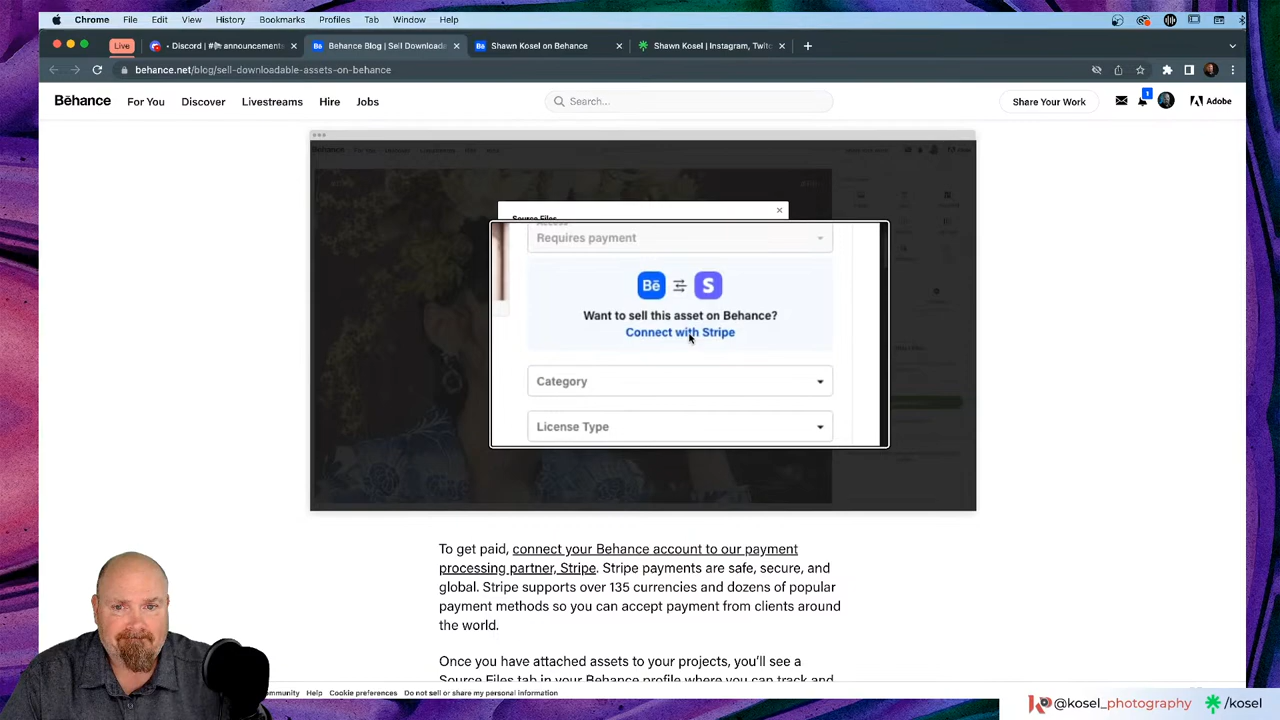 Chrome File Edit View History Bookmarks Profiles Tab Window Help
Live • Discord | #📢 announcements × Behance Blog | Sell Downloada × Shawn Kosel on Behance × Shawn Kosel | Instagram, Twitc ×
behance.net/blog/sell-downloadable-assets-on-behance
Bēhance For You Discover Livestreams Hire Jobs Search... Share Your Work 1 Adobe
Source Files
Access
Requires payment
Bē S
Want to sell this asset on Behance?
Connect with Stripe
Category
License Type
To get paid, connect your Behance account to our payment
processing partner, Stripe. Stripe payments are safe, secure, and
global. Stripe supports over 135 currencies and dozens of popular
payment methods so you can accept payment from clients around
the world.
Once you have attached assets to your projects, you'll see a
Source Files tab in your Behance profile where you can track and
ommunity Help Cookie preferences Do not sell or share my personal information
@kosel_photography /kosel